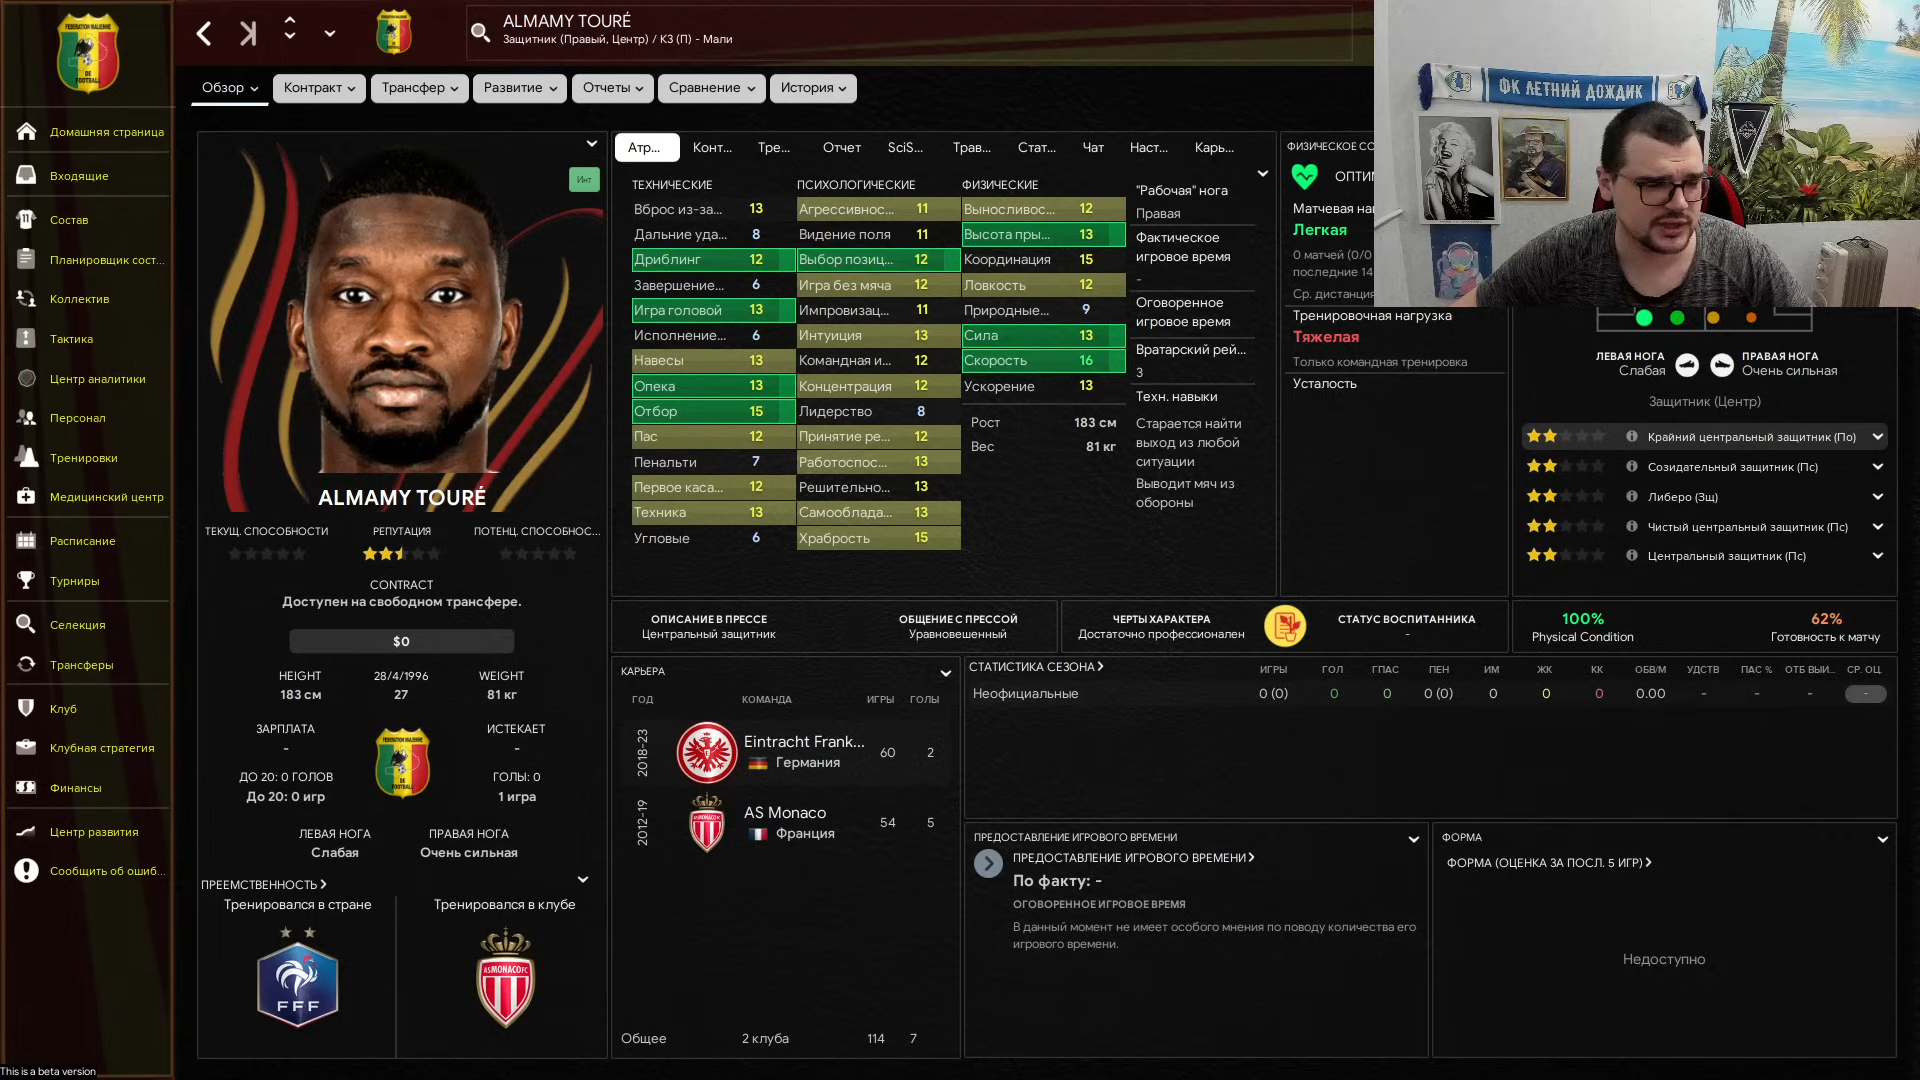 ALMAMY TOURÉ
Защитник (Правый, Центр) / КЗ (П) - Мали
Обзор
Контракт
Трансфер
Развитие
Отчеты
Сравнение
История
Домашняя страница
Входящие
Состав
Планировщик сост...
Коллектив
Тактика
Центр аналитики
Персонал
Тренировки
Медицинский центр
Расписание
Турниры
Селекция
Трансферы
Клуб
Клубная стратегия
Финансы
Центр развития
Сообщить об ошиб...
This is a beta version
Инт
ALMAMY TOURÉ
ТЕКУЩ. СПОСОБНОСТИ
РЕПУТАЦИЯ
ПОТЕНЦ. СПОСОБНОС...
CONTRACT
Доступен на свободном трансфере.
$0
HEIGHT
183 см
28/4/1996
27
WEIGHT
81 кг
ЗАРПЛАТА
-
ИСТЕКАЕТ
-
ДО 20: 0 ГОЛОВ
До 20: 0 игр
ГОЛЫ: 0
1 игра
ЛЕВАЯ НОГА
Слабая
ПРАВАЯ НОГА
Очень сильная
ПРЕЕМСТВЕННОСТЬ
Тренировался в стране
Тренировался в клубе
FFF
AS MONACO FC
Атр...
Конт...
Тре...
Отчет
SciS...
Трав...
Стат...
Чат
Наст...
Карь...
ТЕХНИЧЕСКИЕ
Вброс из-за... 13
Дальние уда... 8
Дриблинг 12
Завершение... 6
Игра головой 13
Исполнение... 6
Навесы 13
Опека 13
Отбор 15
Пас 12
Пенальти 7
Первое каса... 12
Техника 13
Угловые 6
ПСИХОЛОГИЧЕСКИЕ
Агрессивнос... 11
Видение поля 11
Выбор позиц... 12
Игра без мяча 12
Импровизац... 11
Интуиция 13
Командная и... 12
Концентрация 12
Лидерство 8
Принятие ре... 12
Работоспос... 13
Решительно... 13
Самооблада... 13
Храбрость 15
ФИЗИЧЕСКИЕ
Выносливос... 12
Высота пры... 13
Координация 15
Ловкость 12
Природные... 9
Сила 13
Скорость 16
Ускорение 13
Рост 183 см
Вес 81 кг
"Рабочая" нога
Правая
Фактическое
игровое время
-
Оговоренное
игровое время
Вратарский рей...
3
Техн. навыки
Старается найти
выход из любой
ситуации
Выводит мяч из
обороны
ФИЗИЧЕСКОЕ СО
ОПТИ
Матчевая на
Легкая
0 матчей (0/0
последние 14
Ср. дистанция
Тренировочная нагрузка
Тяжелая
Только командная тренировка
Усталость
ФК ЛЕТНИЙ ДОЖДИК
ЛЕВАЯ НОГА
Слабая
ПРАВАЯ НОГА
Очень сильная
Защитник (Центр)
Крайний центральный защитник (По)
Созидательный защитник (Пс)
Либеро (Зщ)
Чистый центральный защитник (Пс)
Центральный защитник (Пс)
ОПИСАНИЕ В ПРЕССЕ
Центральный защитник
ОБЩЕНИЕ С ПРЕССОЙ
Уравновешенный
ЧЕРТЫ ХАРАКТЕРА
Достаточно профессионален
СТАТУС ВОСПИТАННИКА
-
100%
Physical Condition
62%
Готовность к матчу
КАРЬЕРА
ГОД КОМАНДА ИГРЫ ГОЛЫ
2018-23 Eintracht Frank... 60 2
Германия
2012-19 AS Monaco 54 5
Франция
Общее 2 клуба 114 7
СТАТИСТИКА СЕЗОНА ИГРЫ ГОЛ ГПАС ПЕН ИМ ЖК КК ОБВ/М УДСТВ ПАС % ОТБ ВЫИ... СР. ОЦ.
Неофициальные 0 (0) 0 0 0 (0) 0 0 0 0.00 - - - -
ПРЕДОСТАВЛЕНИЕ ИГРОВОГО ВРЕМЕНИ
ПРЕДОСТАВЛЕНИЕ ИГРОВОГО ВРЕМЕНИ
По факту: -
ОГОВОРЕННОЕ ИГРОВОЕ ВРЕМЯ
В данный момент не имеет особого мнения по поводу количества его
игрового времени.
ФОРМА
ФОРМА (ОЦЕНКА ЗА ПОСЛ. 5 ИГР)
Недоступно